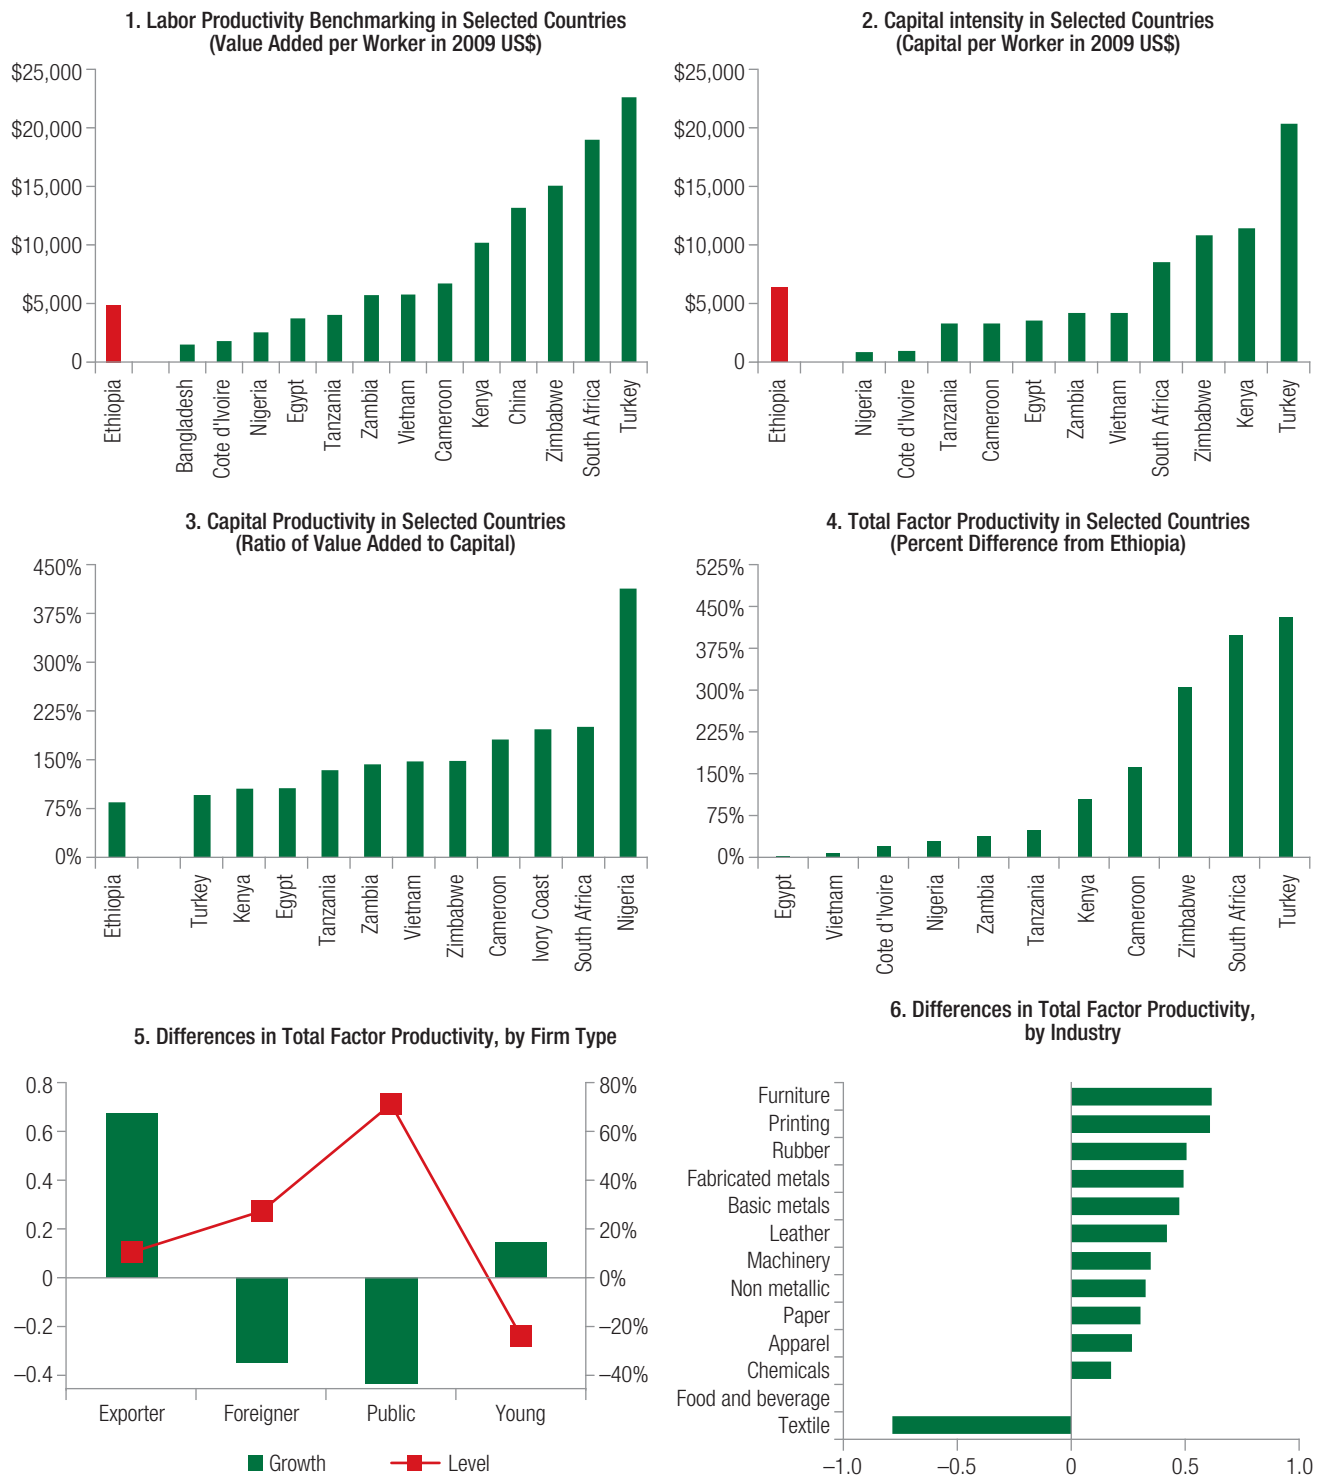 1. Labor Productivity Benchmarking in Selected Countries
(Value Added per Worker in 2009 US$)
$25,000
$20,000
$15,000
$10,000
$5,000
0
Ethiopia
Bangladesh
Cote d'Ivoire
Nigeria
Egypt
Tanzania
Zambia
Vietnam
Cameroon
Kenya
China
Zimbabwe
South Africa
Turkey
2. Capital intensity in Selected Countries
(Capital per Worker in 2009 US$)
$25,000
$20,000
$15,000
$10,000
$5,000
0
Ethiopia
Nigeria
Cote d'Ivoire
Tanzania
Cameroon
Egypt
Zambia
Vietnam
South Africa
Zimbabwe
Kenya
Turkey
3. Capital Productivity in Selected Countries
(Ratio of Value Added to Capital)
450%
375%
300%
225%
150%
75%
0%
Ethiopia
Turkey
Kenya
Egypt
Tanzania
Zambia
Vietnam
Zimbabwe
Cameroon
Ivory Coast
South Africa
Nigeria
4. Total Factor Productivity in Selected Countries
(Percent Difference from Ethiopia)
525%
450%
375%
300%
225%
150%
75%
0%
Egypt
Vietnam
Cote d'Ivoire
Nigeria
Zambia
Tanzania
Kenya
Cameroon
Zimbabwe
South Africa
Turkey
5. Differences in Total Factor Productivity, by Firm Type
0.8
0.6
0.4
0.2
0
–0.2
–0.4
80%
60%
40%
20%
0%
–20%
–40%
Exporter
Foreigner
Public
Young
Growth
Level
6. Differences in Total Factor Productivity,
by Industry
Furniture
Printing
Rubber
Fabricated metals
Basic metals
Leather
Machinery
Non metallic
Paper
Apparel
Chemicals
Food and beverage
Textile
–1.0
–0.5
0
0.5
1.0